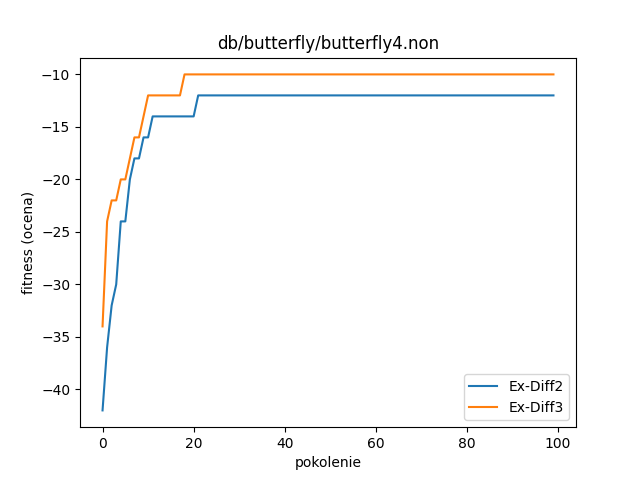 db/butterfly/butterfly4.non
fitness (ocena)
−10
−15
−20
−25
−30
−35
−40
0 20 40 60 80 100
pokolenie
Ex-Diff2
Ex-Diff3